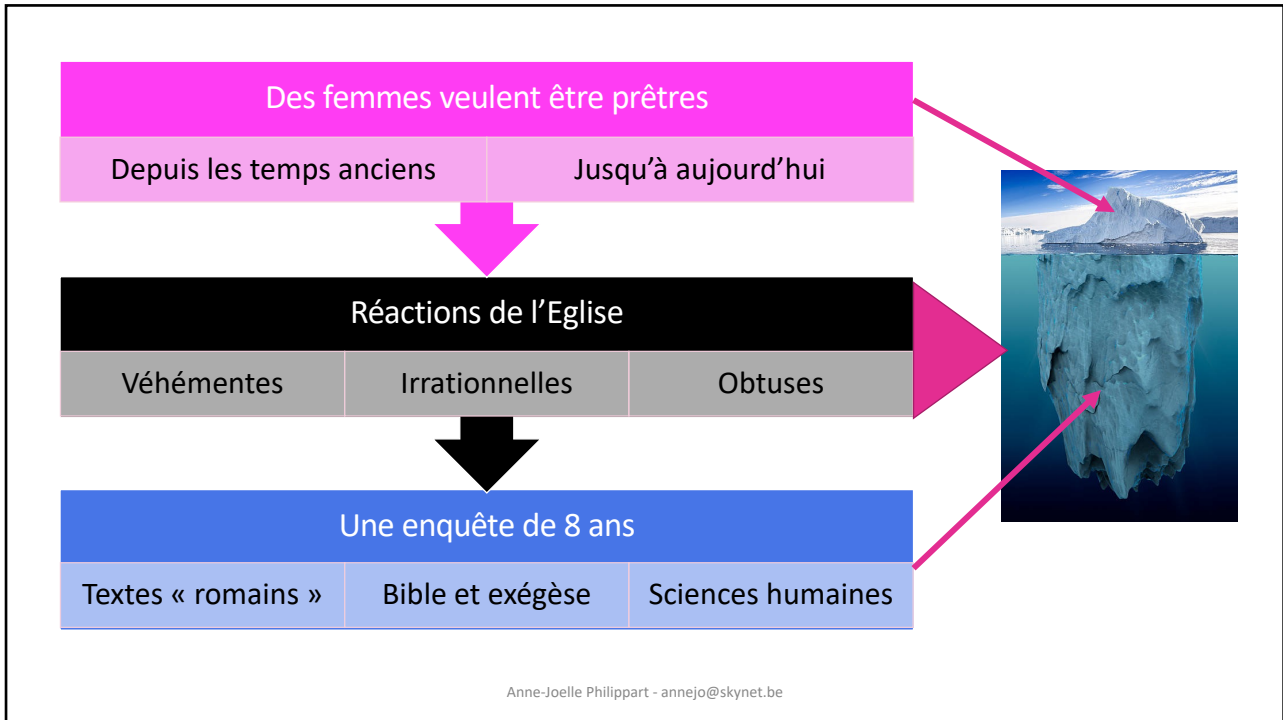 Des femmes veulent être prêtres
Depuis les temps anciens
Jusqu'à aujourd'hui
Réactions de l'Eglise
Véhémentes
Irrationnelles
Obtuses
Une enquête de 8 ans
Textes « romains »
Bible et exégèse
Sciences humaines
Anne-Joelle Philippart - annejo@skynet.be